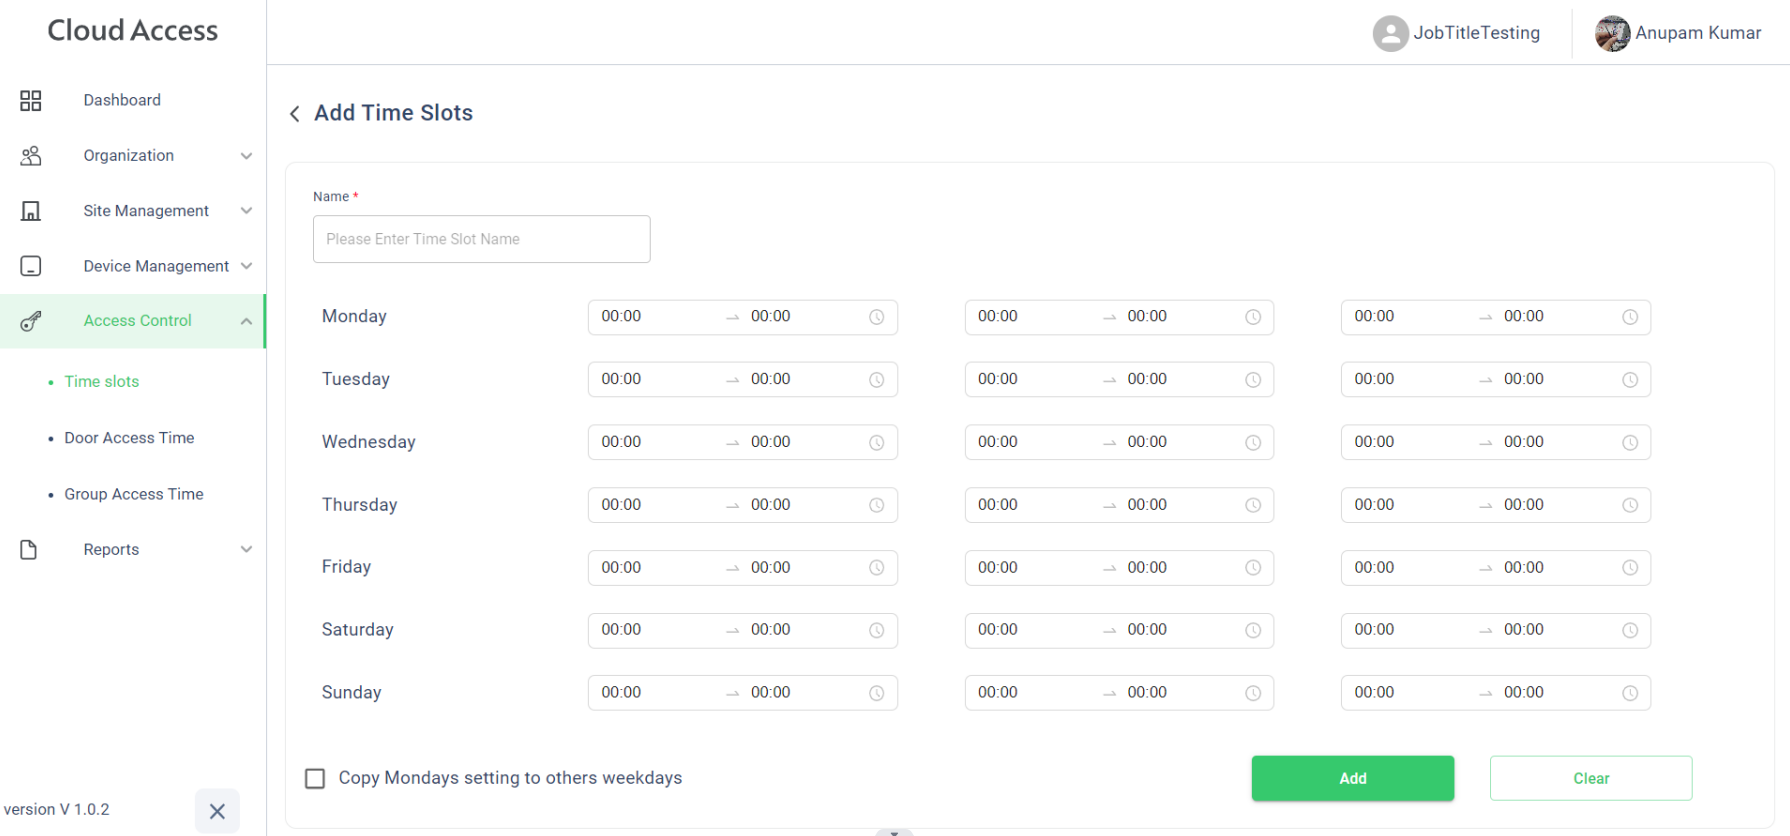 Cloud Access
JobTitleTesting
Anupam Kumar
Dashboard
Organization
Site Management
Device Management
Access Control
Time slots
Door Access Time
Group Access Time
Reports
version V 1.0.2
Add Time Slots
Name *
Please Enter Time Slot Name
Monday 00:00 → 00:00 00:00 → 00:00 00:00 → 00:00
Tuesday 00:00 → 00:00 00:00 → 00:00 00:00 → 00:00
Wednesday 00:00 → 00:00 00:00 → 00:00 00:00 → 00:00
Thursday 00:00 → 00:00 00:00 → 00:00 00:00 → 00:00
Friday 00:00 → 00:00 00:00 → 00:00 00:00 → 00:00
Saturday 00:00 → 00:00 00:00 → 00:00 00:00 → 00:00
Sunday 00:00 → 00:00 00:00 → 00:00 00:00 → 00:00
Copy Mondays setting to others weekdays
Add
Clear